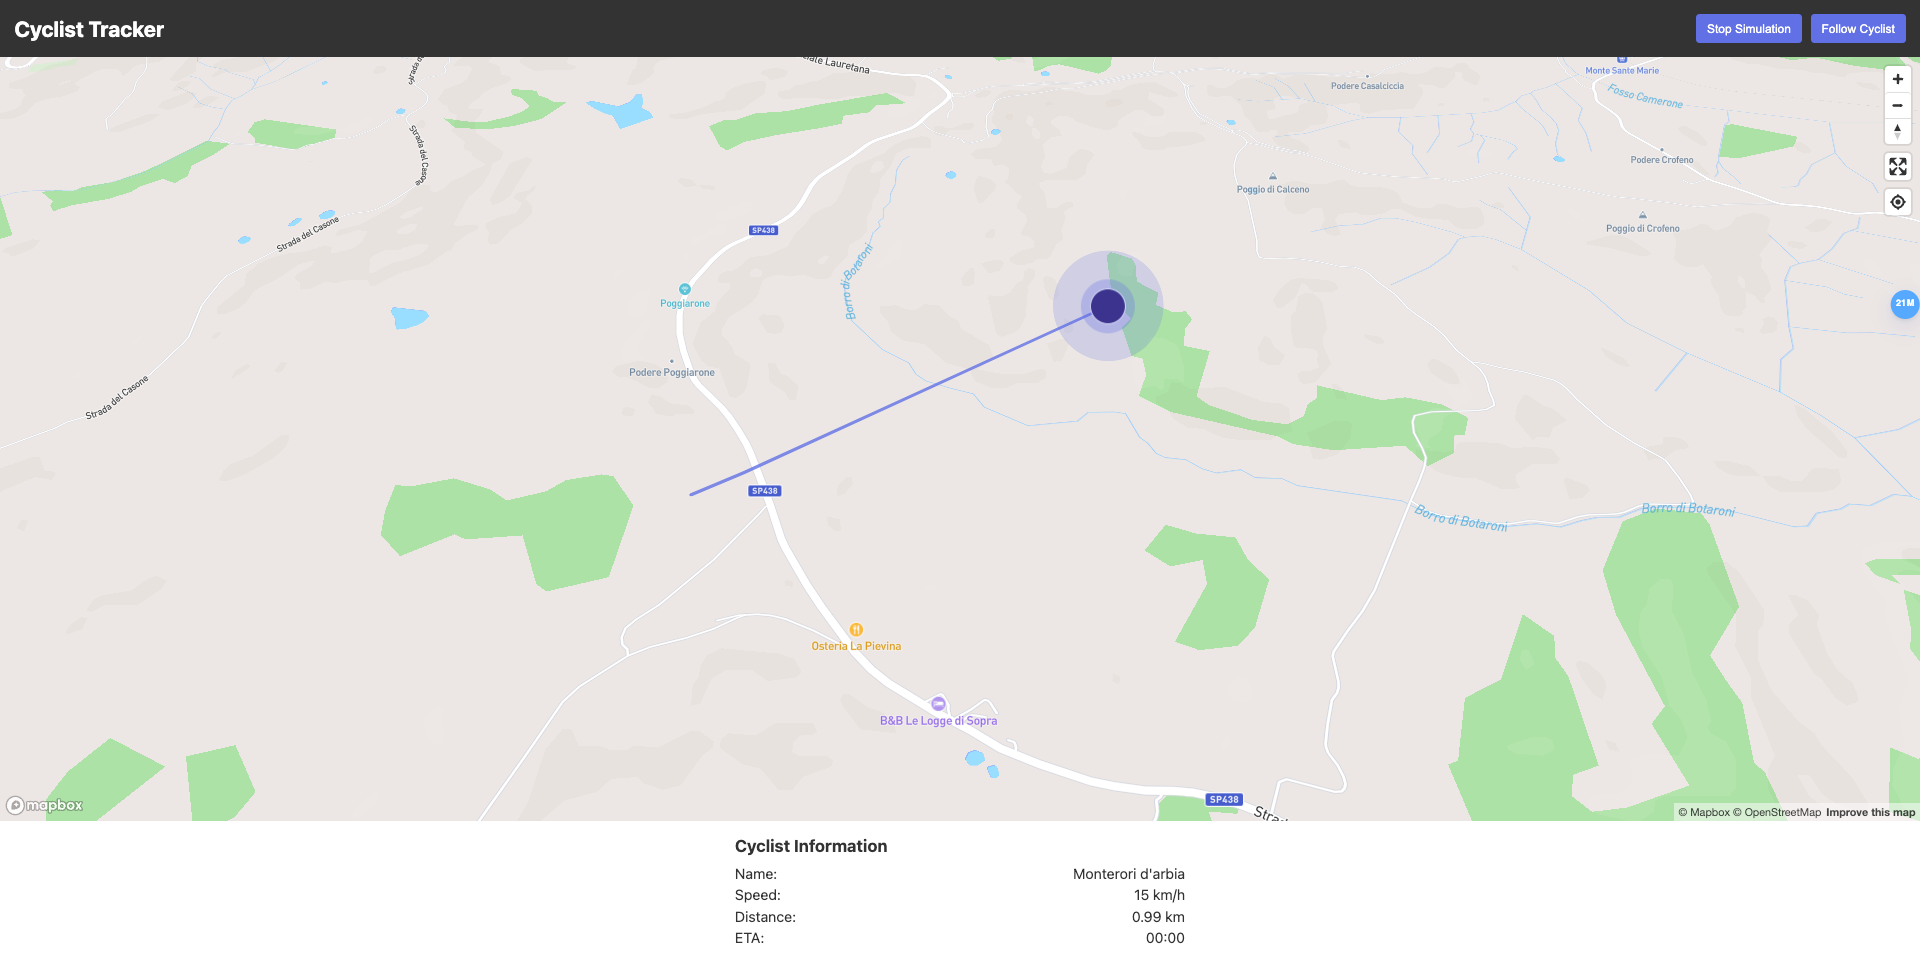 Cyclist Tracker
Stop Simulation
Follow Cyclist
ale Lauretana
Monte Sante Marie
Podere Casalciccia
Fosso Camerone
Strada del Casone
Podere Crofeno
Poggio di Calceno
Strada del Casone
Poggio di Crofeno
SP438
Borro di Botaroni
Poggiarone
21M
Podere Poggiarone
Strada del Casone
SP438
Borro di Botaroni
Borro di Botaroni
Osteria La Pievina
B&B Le Logge di Sopra
SP438
Strad
mapbox
© Mapbox © OpenStreetMap Improve this map
Cyclist Information
Name: Monterori d'arbia
Speed: 15 km/h
Distance: 0.99 km
ETA: 00:00